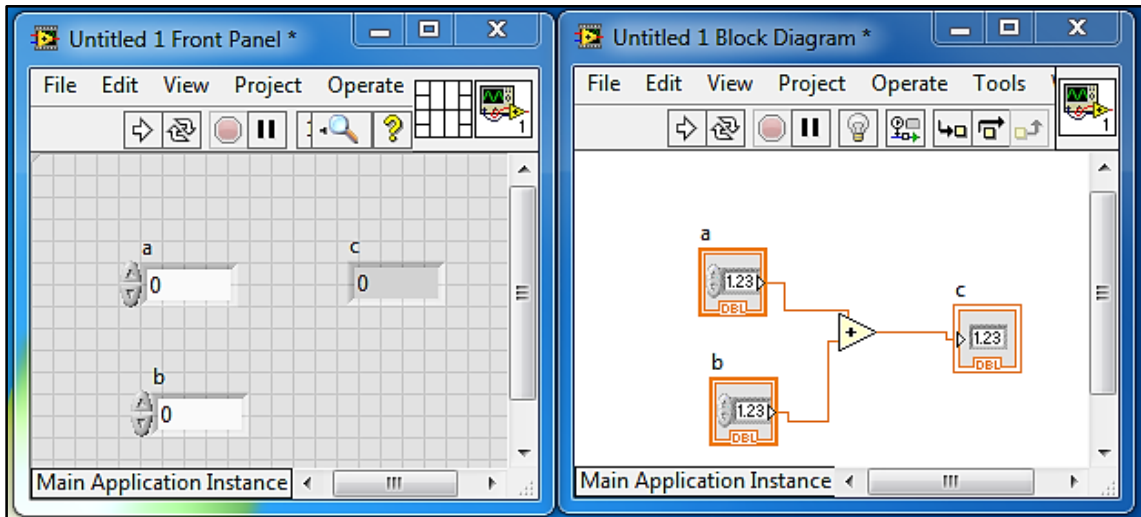 Untitled 1 Front Panel *
File Edit View Project Operate
1
a
0
c
0
b
0
Main Application Instance
Untitled 1 Block Diagram *
File Edit View Project Operate Tools
1
a
1.23
DBL
c
1.23
DBL
b
1.23
DBL
Main Application Instance